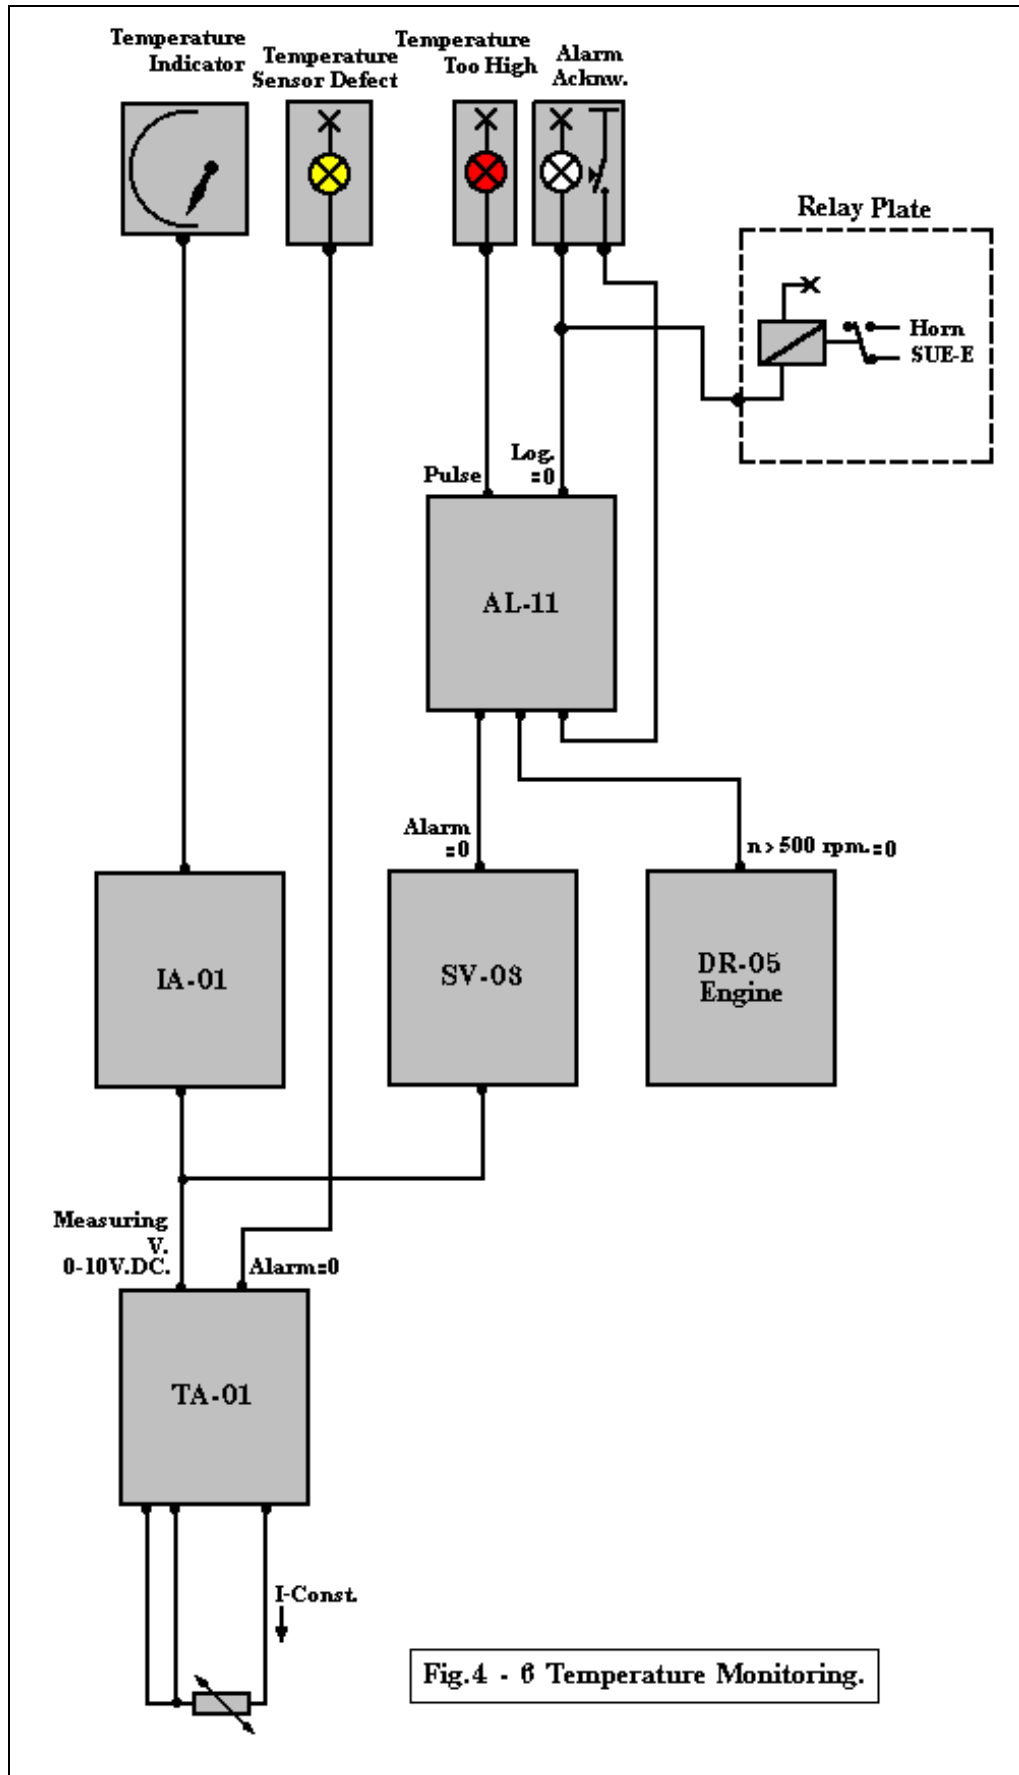 Temperature
Indicator
Temperature
Sensor Defect
Temperature
Too High
Alarm
Acknw.
Relay Plate
Horn
SUE-E
Pulse
Log.
=0
AL-11
Alarm
=0
n>500 rpm.=0
IA-01
SV-03
DR-05
Engine
Measuring
V.
0-10V.DC.
Alarm=0
TA-01
I-Const.
Fig.4 - 6 Temperature Monitoring.